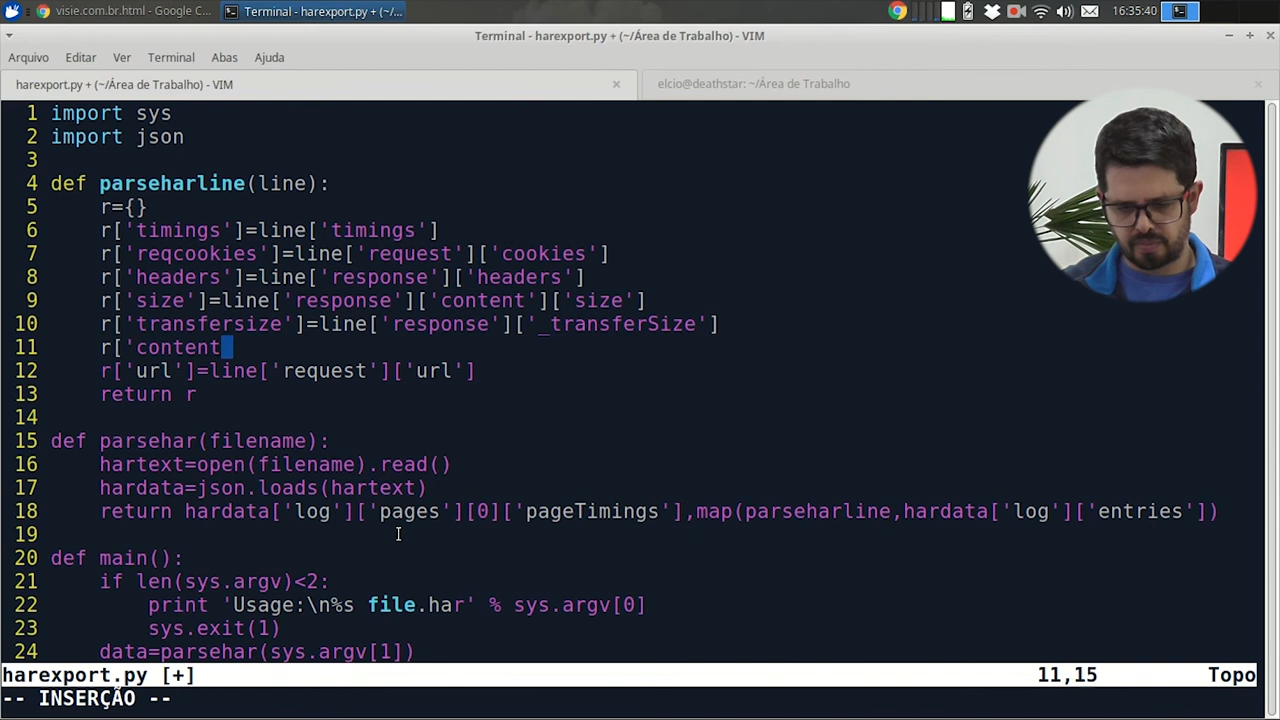 visie.com.br.html - Google C... Terminal - harexport.py + (~/... 16:35:40
Terminal - harexport.py + (~/Área de Trabalho) - VIM
Arquivo Editar Ver Terminal Abas Ajuda
harexport.py + (~/Área de Trabalho) - VIM elcio@deathstar: ~/Área de Trabalho
1 import sys
2 import json
3
4 def parseharline(line):
5     r={}
6     r['timings']=line['timings']
7     r['reqcookies']=line['request']['cookies']
8     r['headers']=line['response']['headers']
9     r['size']=line['response']['content']['size']
10     r['transfersize']=line['response']['_transferSize']
11     r['content
12     r['url']=line['request']['url']
13     return r
14
15 def parsehar(filename):
16     hartext=open(filename).read()
17     hardata=json.loads(hartext)
18     return hardata['log']['pages'][0]['pageTimings'],map(parseharline,hardata['log']['entries'])
19
20 def main():
21     if len(sys.argv)<2:
22         print 'Usage:\n%s file.har' % sys.argv[0]
23         sys.exit(1)
24     data=parsehar(sys.argv[1])
harexport.py [+] 11,15 Topo
-- INSERÇÃO --